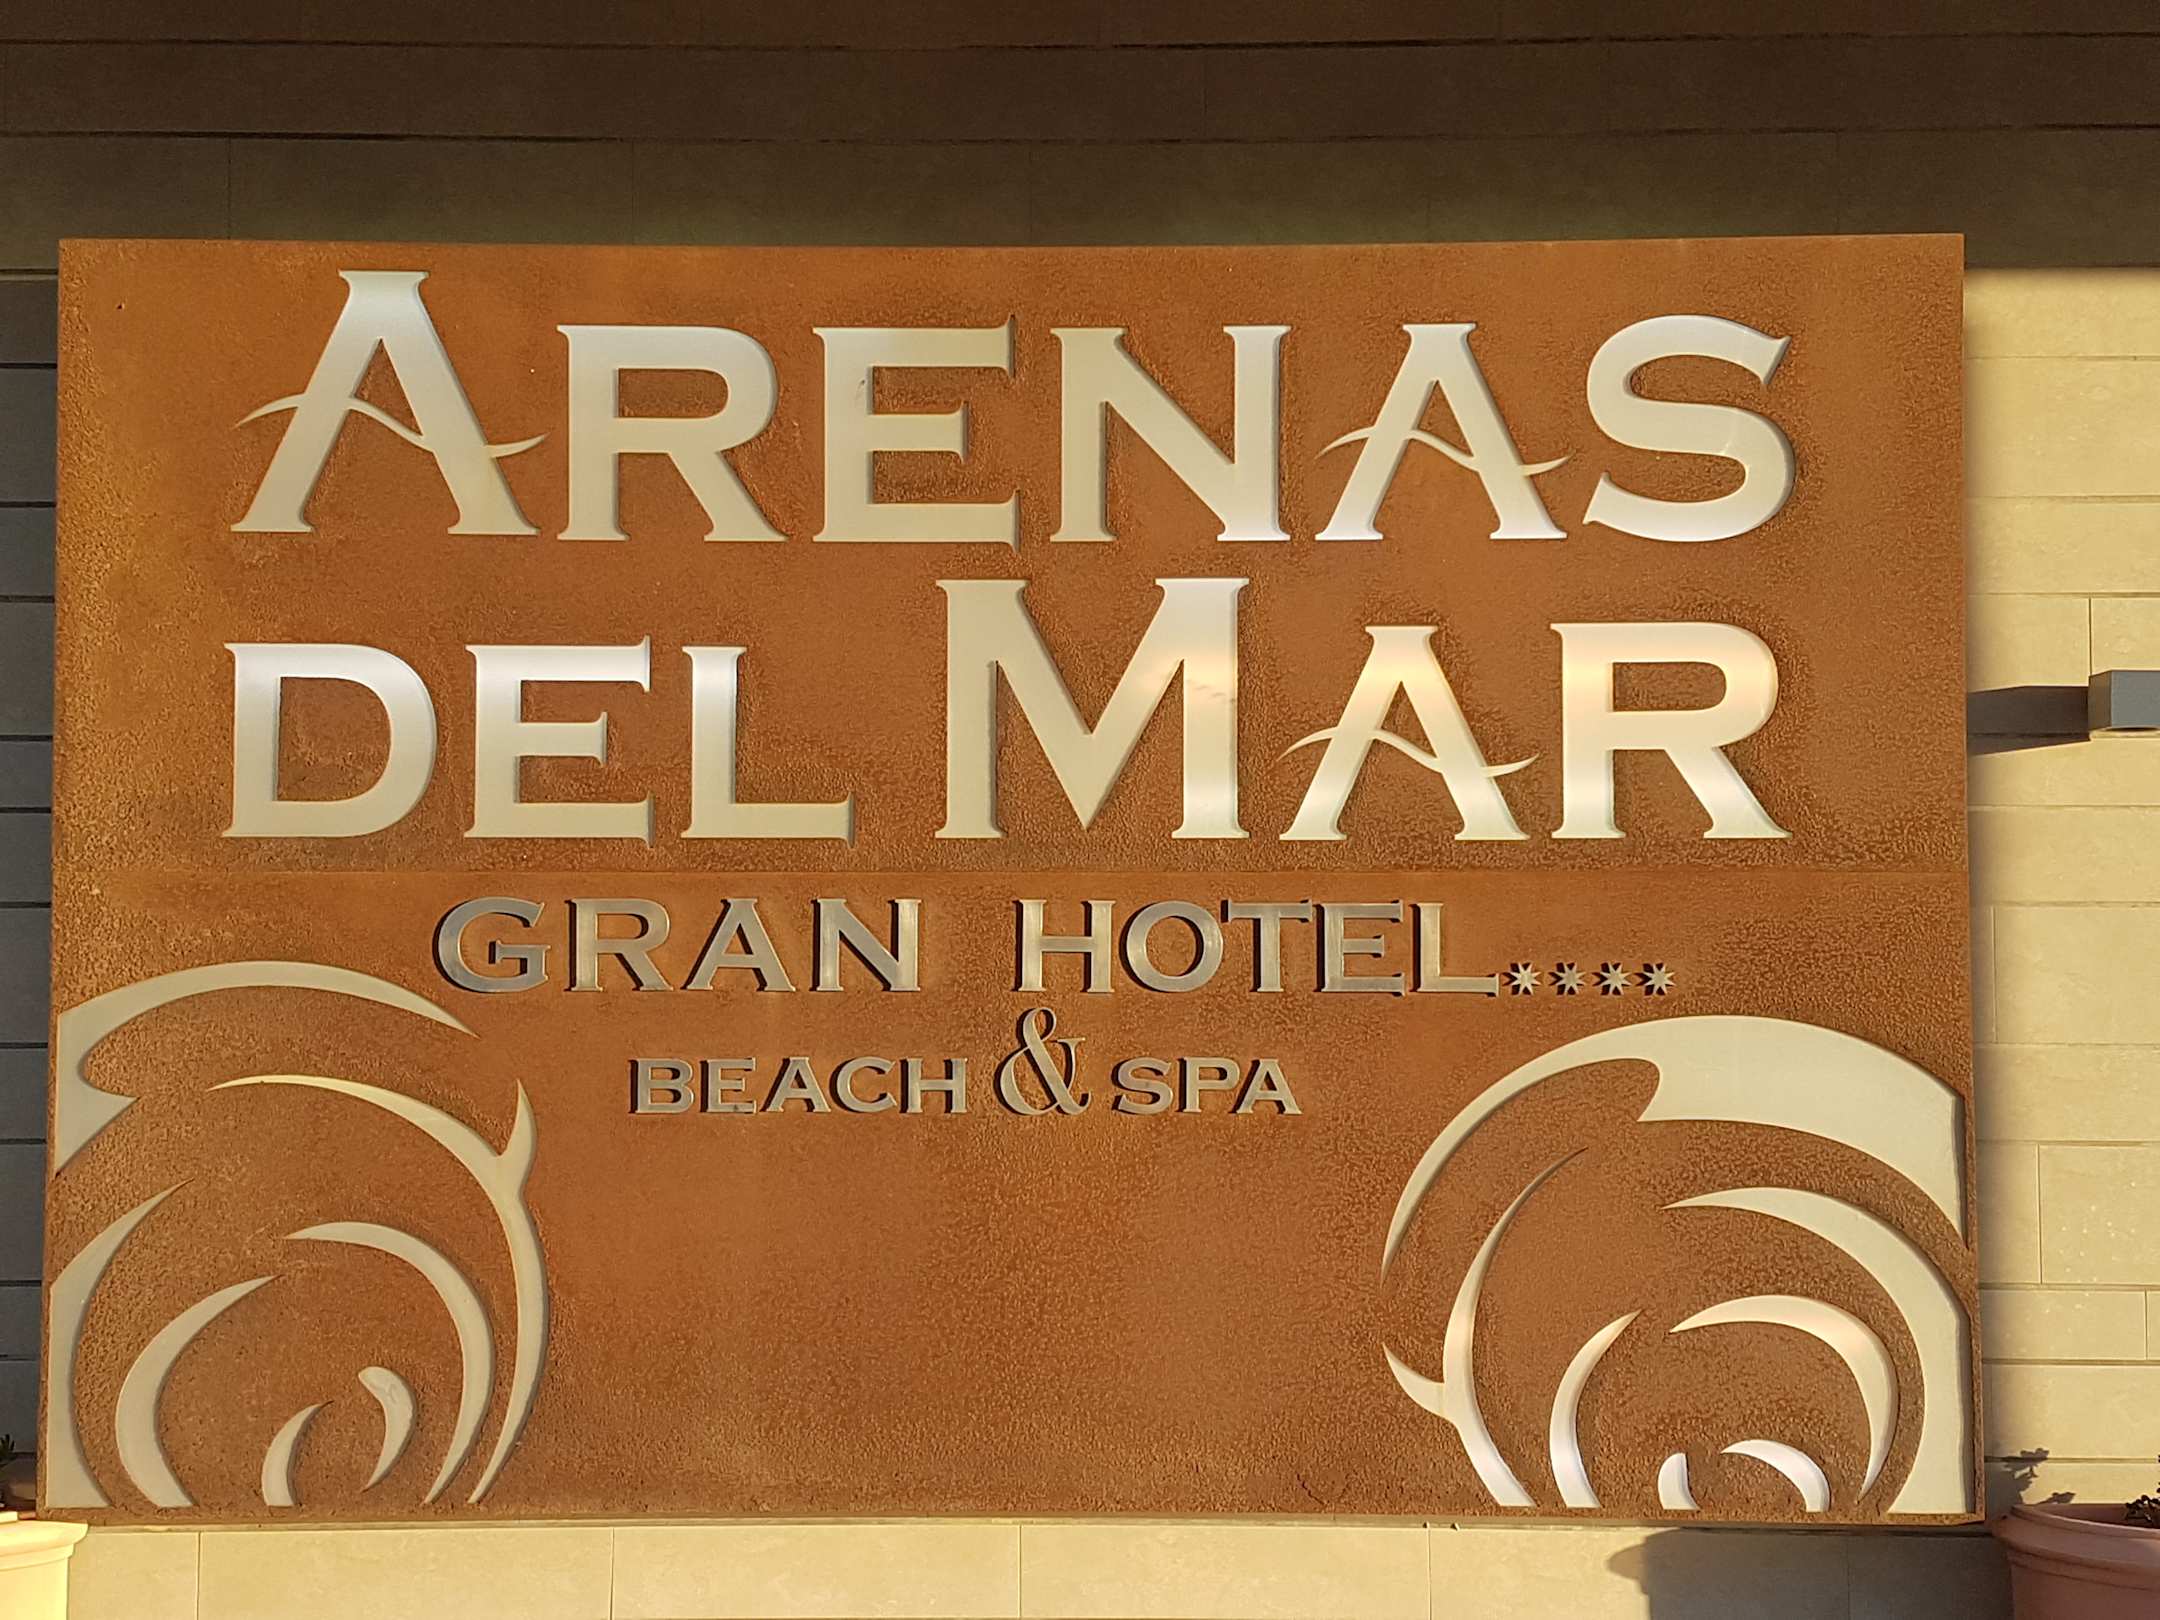 ARENAS
DEL MAR
GRAN HOTEL****
BEACH & SPA